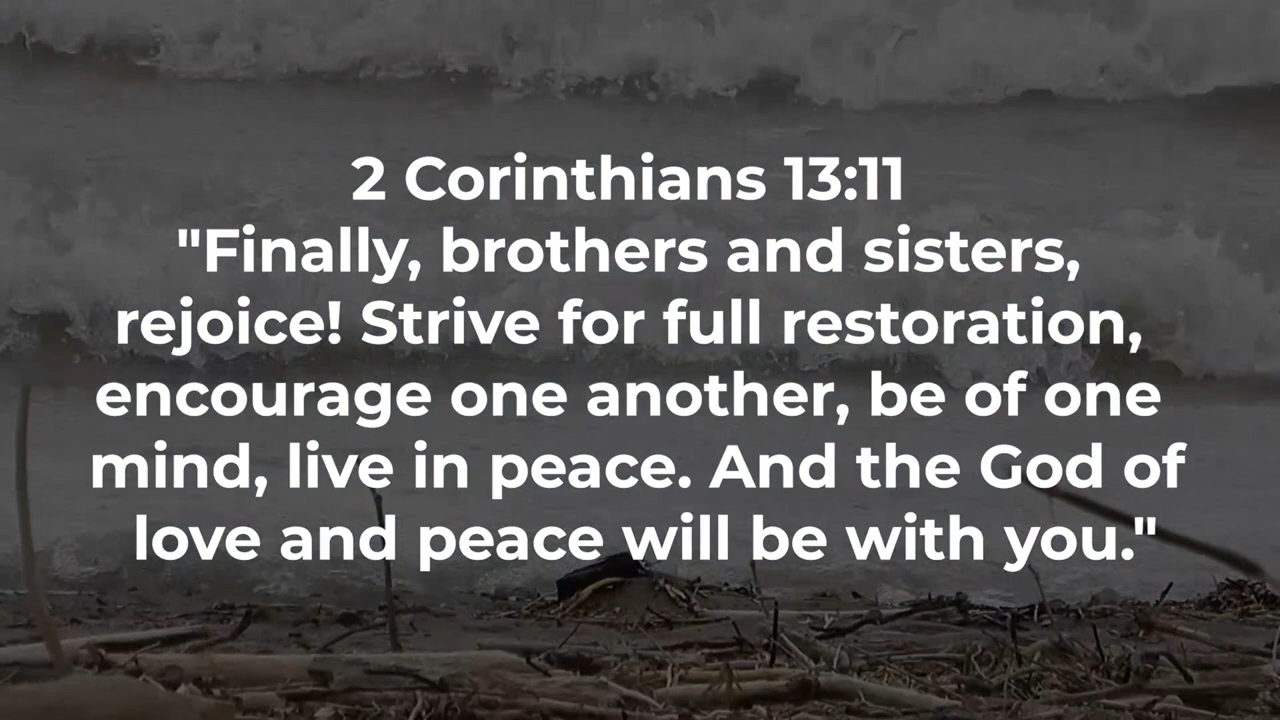 2 Corinthians 13:11
"Finally, brothers and sisters,
rejoice! Strive for full restoration,
encourage one another, be of one
mind, live in peace. And the God of
love and peace will be with you."